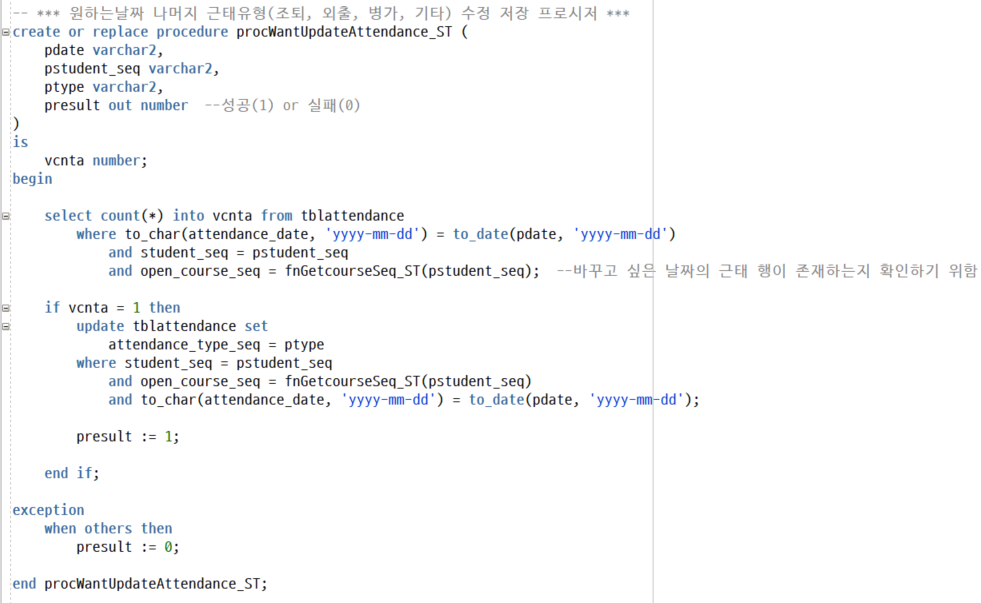 -- *** 원하는날짜 나머지 근태유형(조퇴, 외출, 병가, 기타) 수정 저장 프로시저 ***
create or replace procedure procWantUpdateAttendance_ST (
    pdate varchar2,
    pstudent_seq varchar2,
    ptype varchar2,
    presult out number  --성공(1) or 실패(0)
)
is
    vcnta number;
begin

    select count(*) into vcnta from tblattendance
        where to_char(attendance_date, 'yyyy-mm-dd') = to_date(pdate, 'yyyy-mm-dd')
            and student_seq = pstudent_seq
            and open_course_seq = fnGetcourseSeq_ST(pstudent_seq);  --바꾸고 싶은 날짜의 근태 행이 존재하는지 확인하기 위함

    if vcnta = 1 then
        update tblattendance set
            attendance_type_seq = ptype
        where student_seq = pstudent_seq
            and open_course_seq = fnGetcourseSeq_ST(pstudent_seq)
            and to_char(attendance_date, 'yyyy-mm-dd') = to_date(pdate, 'yyyy-mm-dd');

        presult := 1;

    end if;

exception
    when others then
        presult := 0;

end procWantUpdateAttendance_ST;